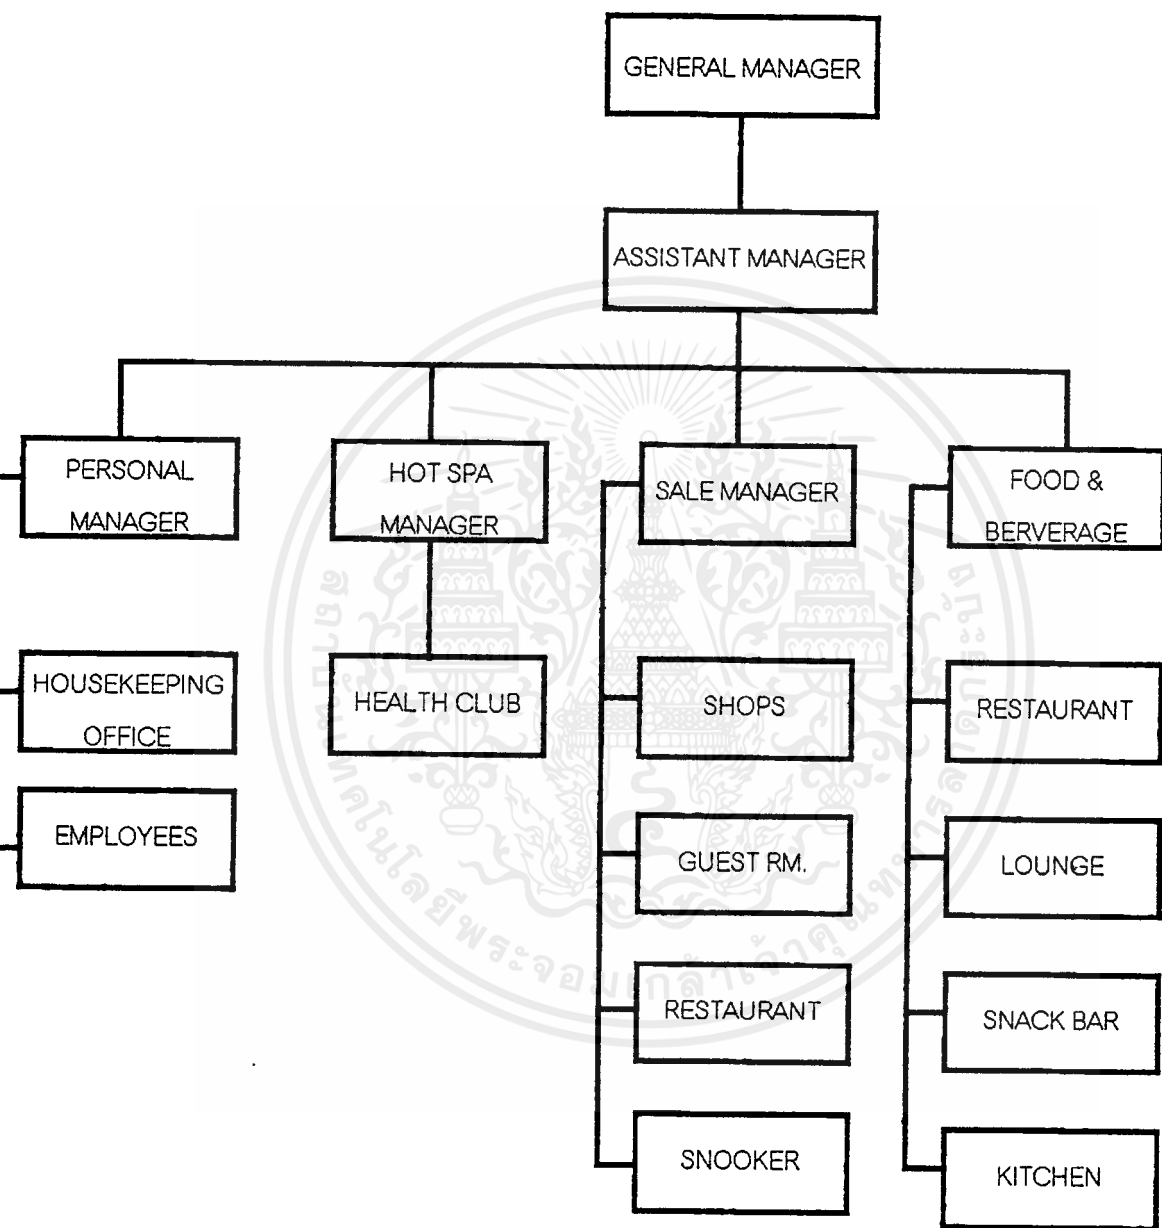 GENERAL MANAGER
ASSISTANT MANAGER
PERSONAL
MANAGER
HOT SPA
MANAGER
SALE MANAGER
FOOD &
BERVERAGE
HOUSEKEEPING
OFFICE
HEALTH CLUB
SHOPS
RESTAURANT
EMPLOYEES
GUEST RM.
LOUNGE
RESTAURANT
SNACK BAR
SNOOKER
KITCHEN